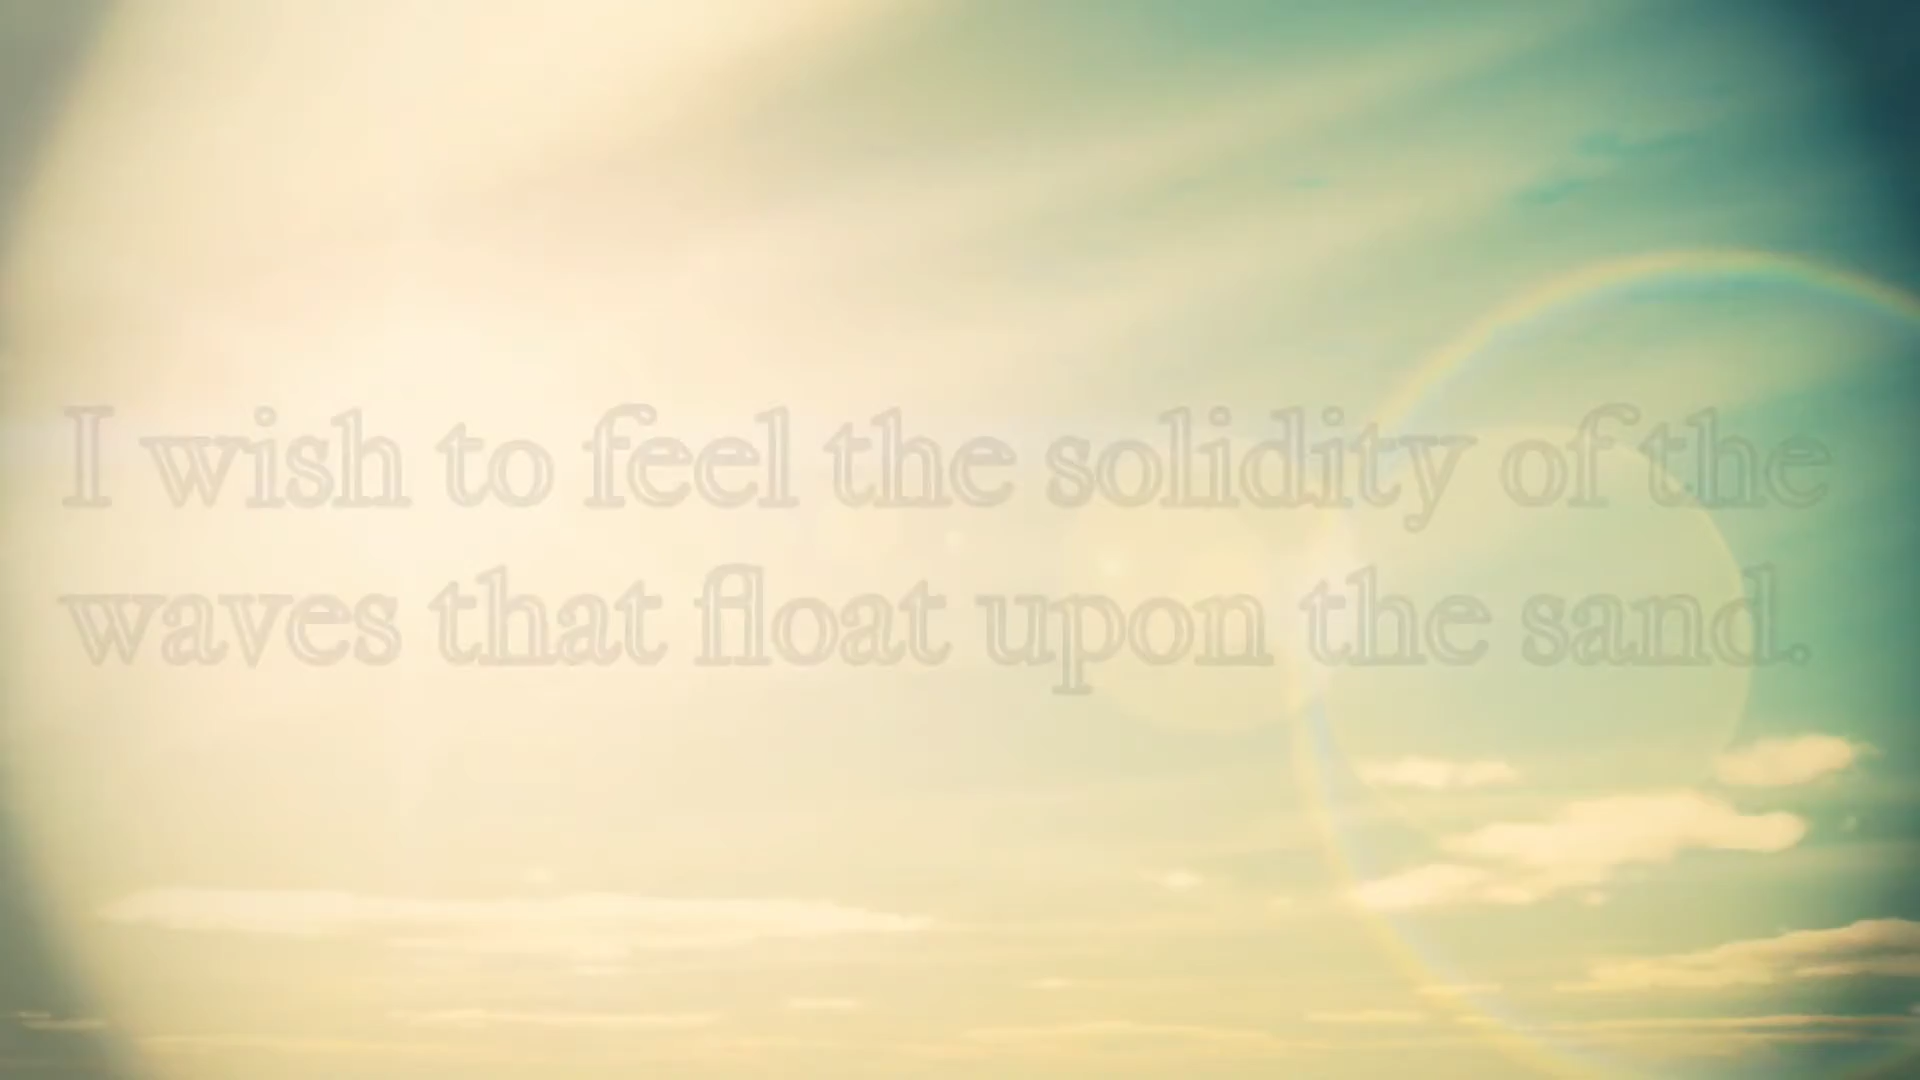 I wish to feel the solidity of the
waves that float upon the sand.